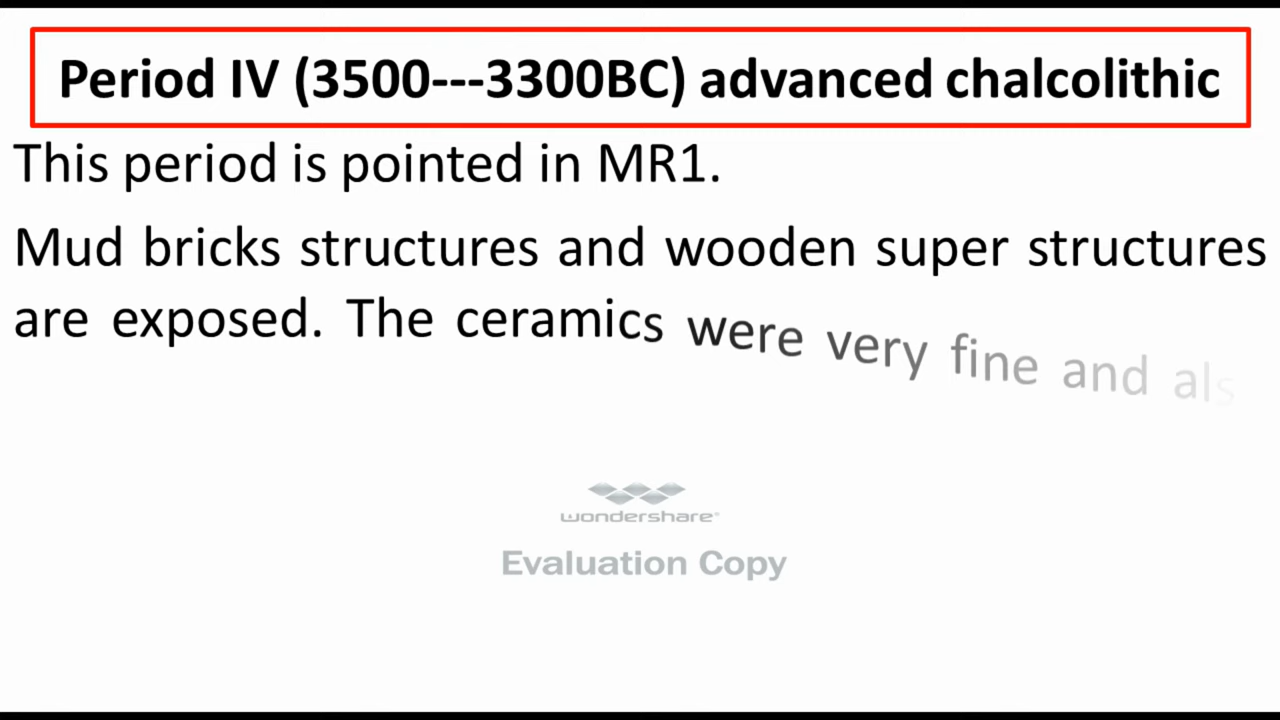 Period IV (3500---3300BC) advanced chalcolithic
This period is pointed in MR1.
Mud bricks structures and wooden super structures
are exposed. The ceramics were very fine and als
wondershare®
Evaluation Copy